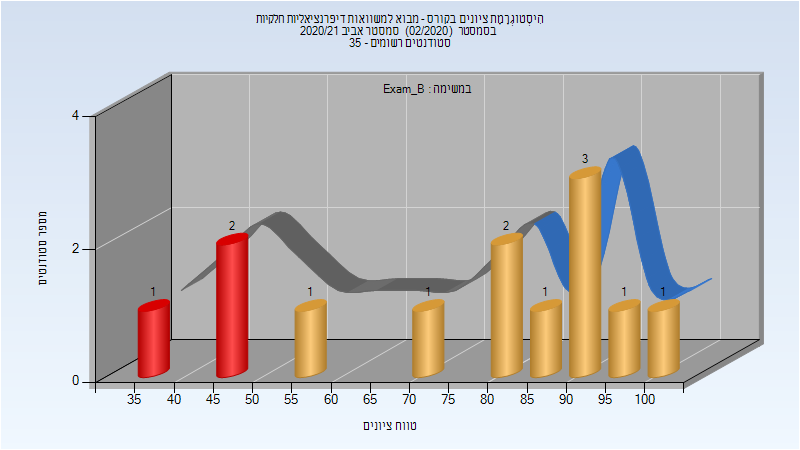 היסטוגרמת ציונים בקורס - מבוא למשוואות דיפרנציאליות חלקיות
בסמסטר (02/2020) סמסטר אביב 2020/21
סטודנטים רשומים - 35
במשימה : Exam_B
4
2
0
מספר סטודנטים
1
2
1
1
2
1
3
1
1
35 40 45 50 55 60 65 70 75 80 85 90 95 100
טווח ציונים